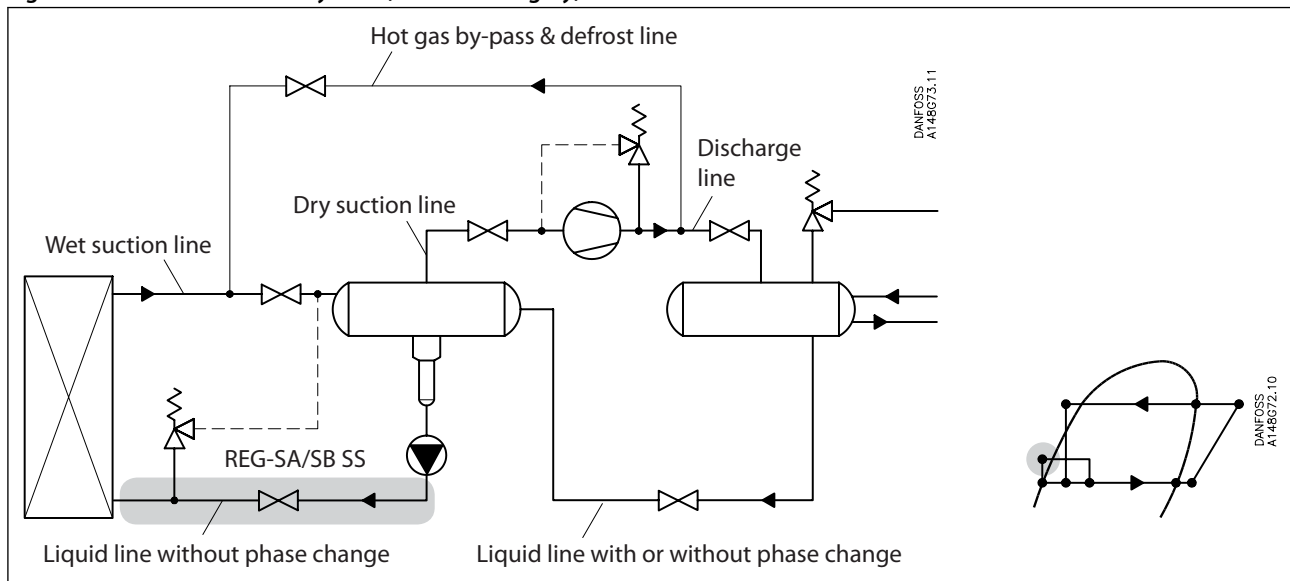 Hot gas by-pass & defrost line
DANFOSS
A148G73.11
Discharge
line
Dry suction line
Wet suction line
REG-SA/SB SS
DANFOSS
A148G72.10
Liquid line without phase change
Liquid line with or without phase change